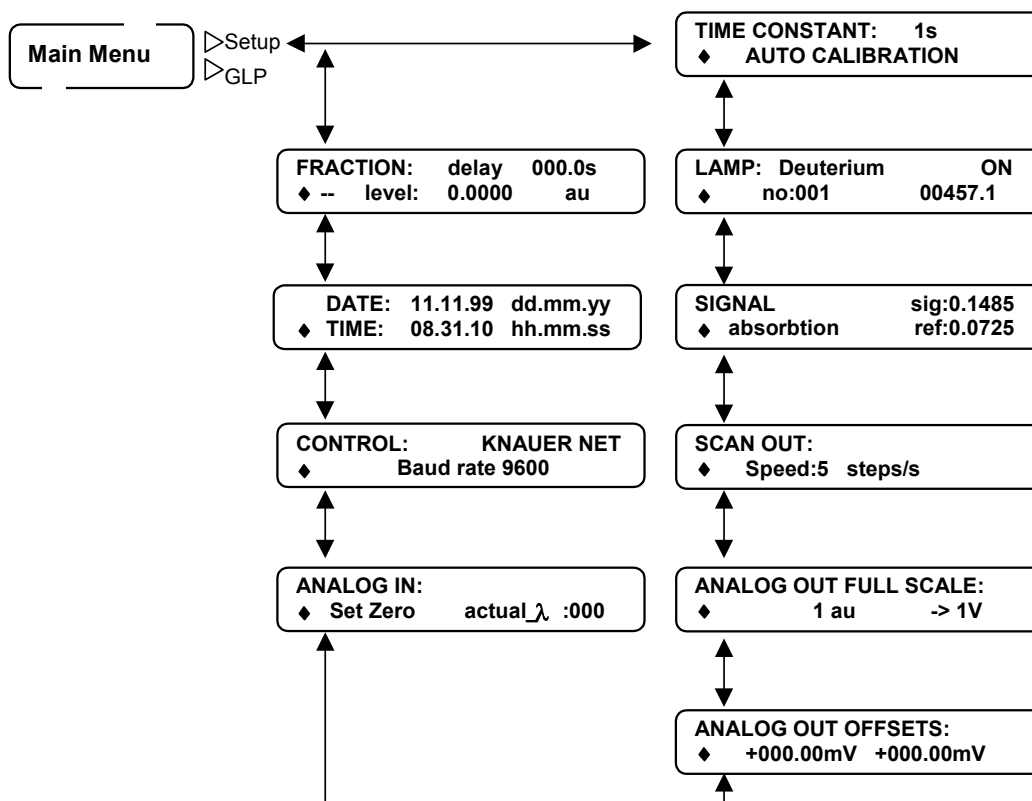 Main Menu
▷Setup
▷GLP
TIME CONSTANT: 1s
♦ AUTO CALIBRATION
FRACTION: delay 000.0s
♦ -- level: 0.0000 au
LAMP: Deuterium ON
♦ no:001 00457.1
DATE: 11.11.99 dd.mm.yy
♦ TIME: 08.31.10 hh.mm.ss
SIGNAL sig:0.1485
♦ absorbtion ref:0.0725
CONTROL: KNAUER NET
♦ Baud rate 9600
SCAN OUT:
♦ Speed:5 steps/s
ANALOG IN:
♦ Set Zero actual_λ :000
ANALOG OUT FULL SCALE:
♦ 1 au -> 1V
ANALOG OUT OFFSETS:
♦ +000.00mV +000.00mV